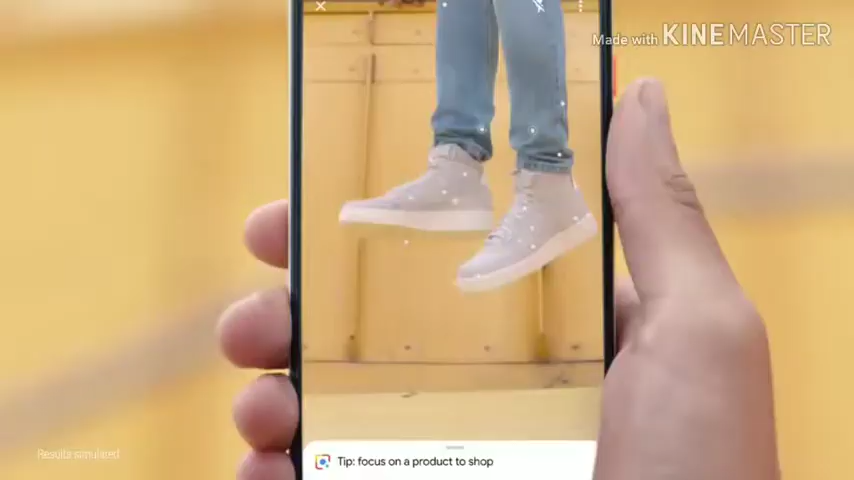 Made with KINEMASTER
Results simulated
Tip: focus on a product to shop